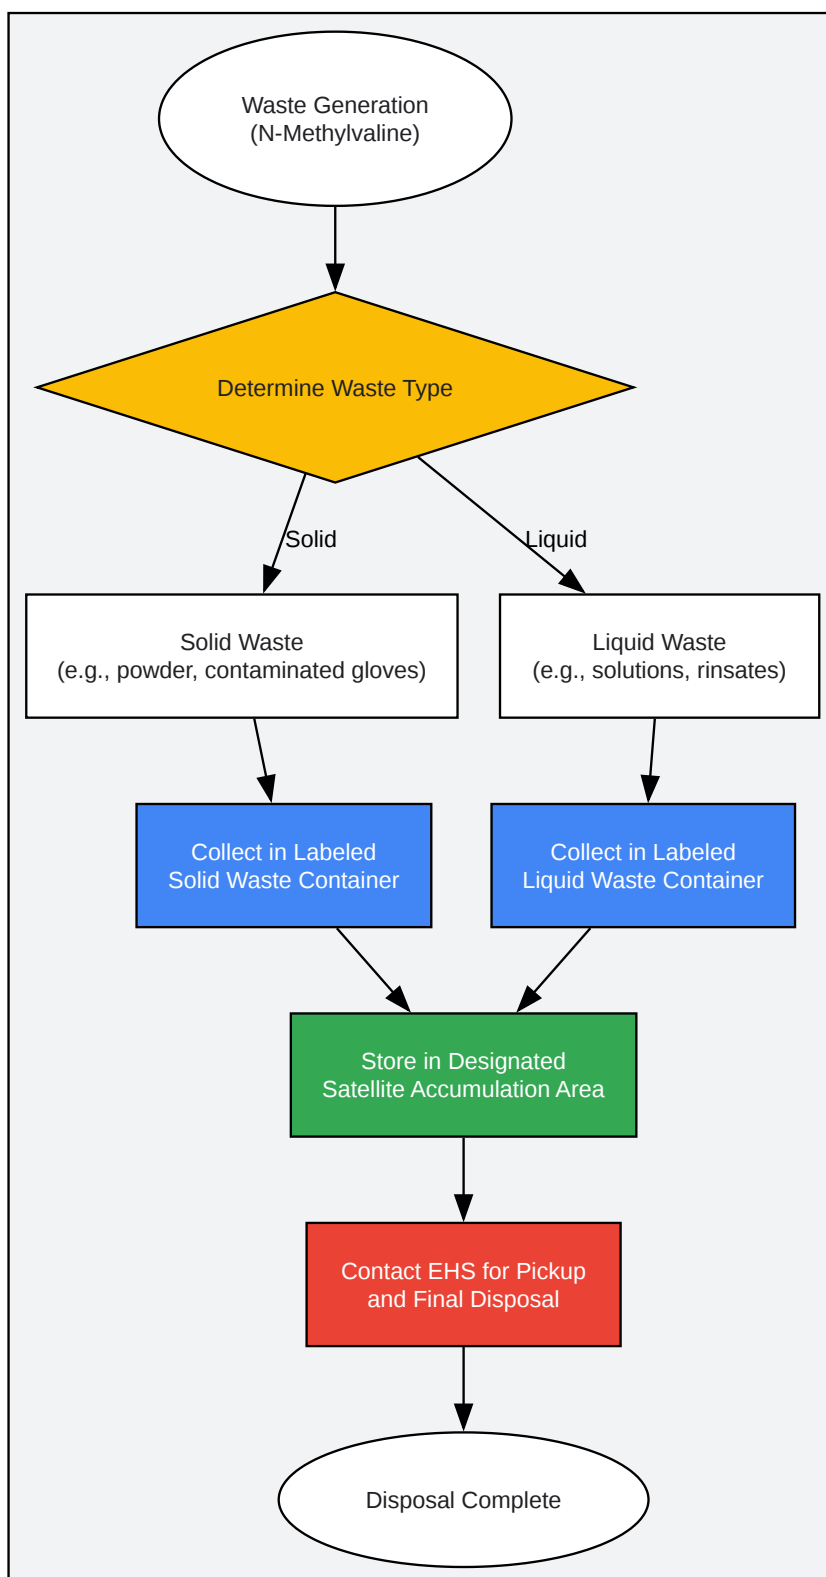 Waste Generation
(N-Methylvaline)
Determine Waste Type
Solid
Liquid
Solid Waste
(e.g., powder, contaminated gloves)
Liquid Waste
(e.g., solutions, rinsates)
Collect in Labeled
Solid Waste Container
Collect in Labeled
Liquid Waste Container
Store in Designated
Satellite Accumulation Area
Contact EHS for Pickup
and Final Disposal
Disposal Complete